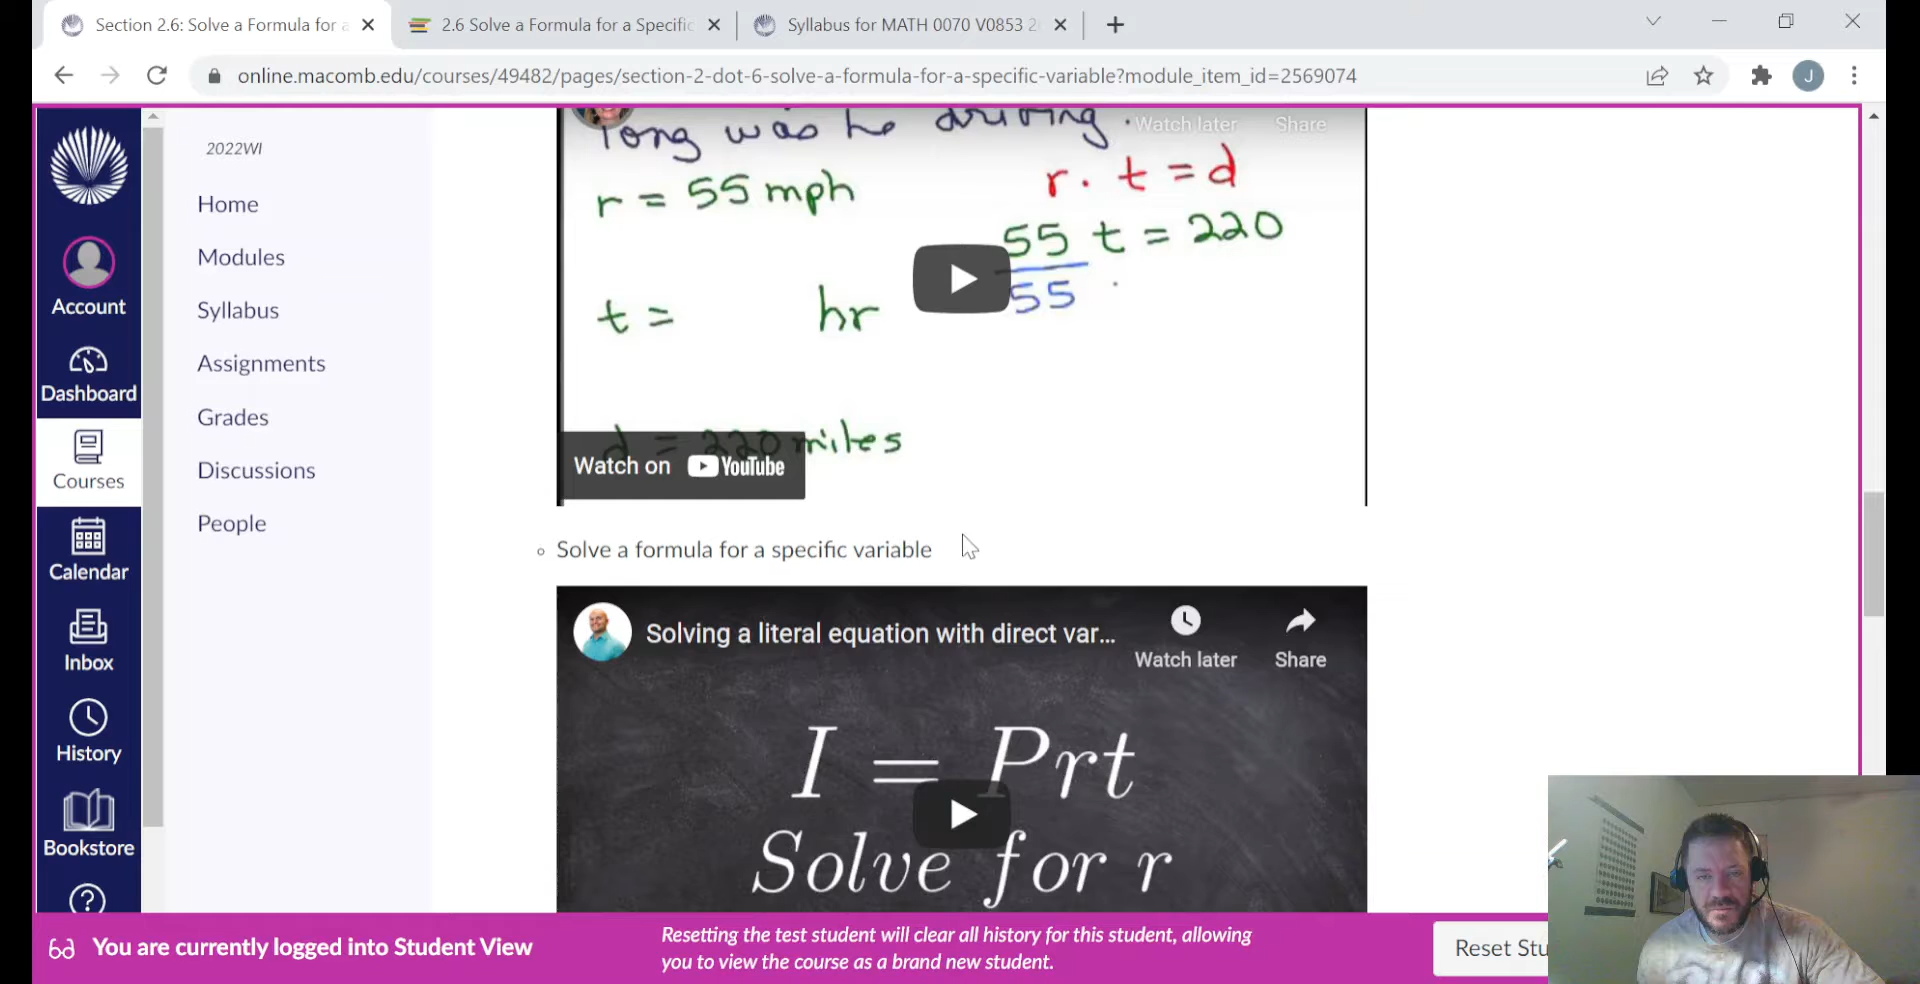 Section 2.6: Solve a Formula for a
2.6 Solve a Formula for a Specific
Syllabus for MATH 0070 V0853 2
online.macomb.edu/courses/49482/pages/section-2-dot-6-solve-a-formula-for-a-specific-variable?module_item_id=2569074
J
Account
Dashboard
Courses
Calendar
Inbox
History
Bookstore
2022WI
Home
Modules
Syllabus
Assignments
Grades
Discussions
People
long was he driving.
Watch later
Share
r = 55 mph
r · t = d
55 t = 220
55
t = hr
d = 220 miles
Watch on YouTube
Solve a formula for a specific variable
Solving a literal equation with direct var...
Watch later
Share
I = Prt
Solve for r
You are currently logged into Student View
Resetting the test student will clear all history for this student, allowing
you to view the course as a brand new student.
Reset Stu